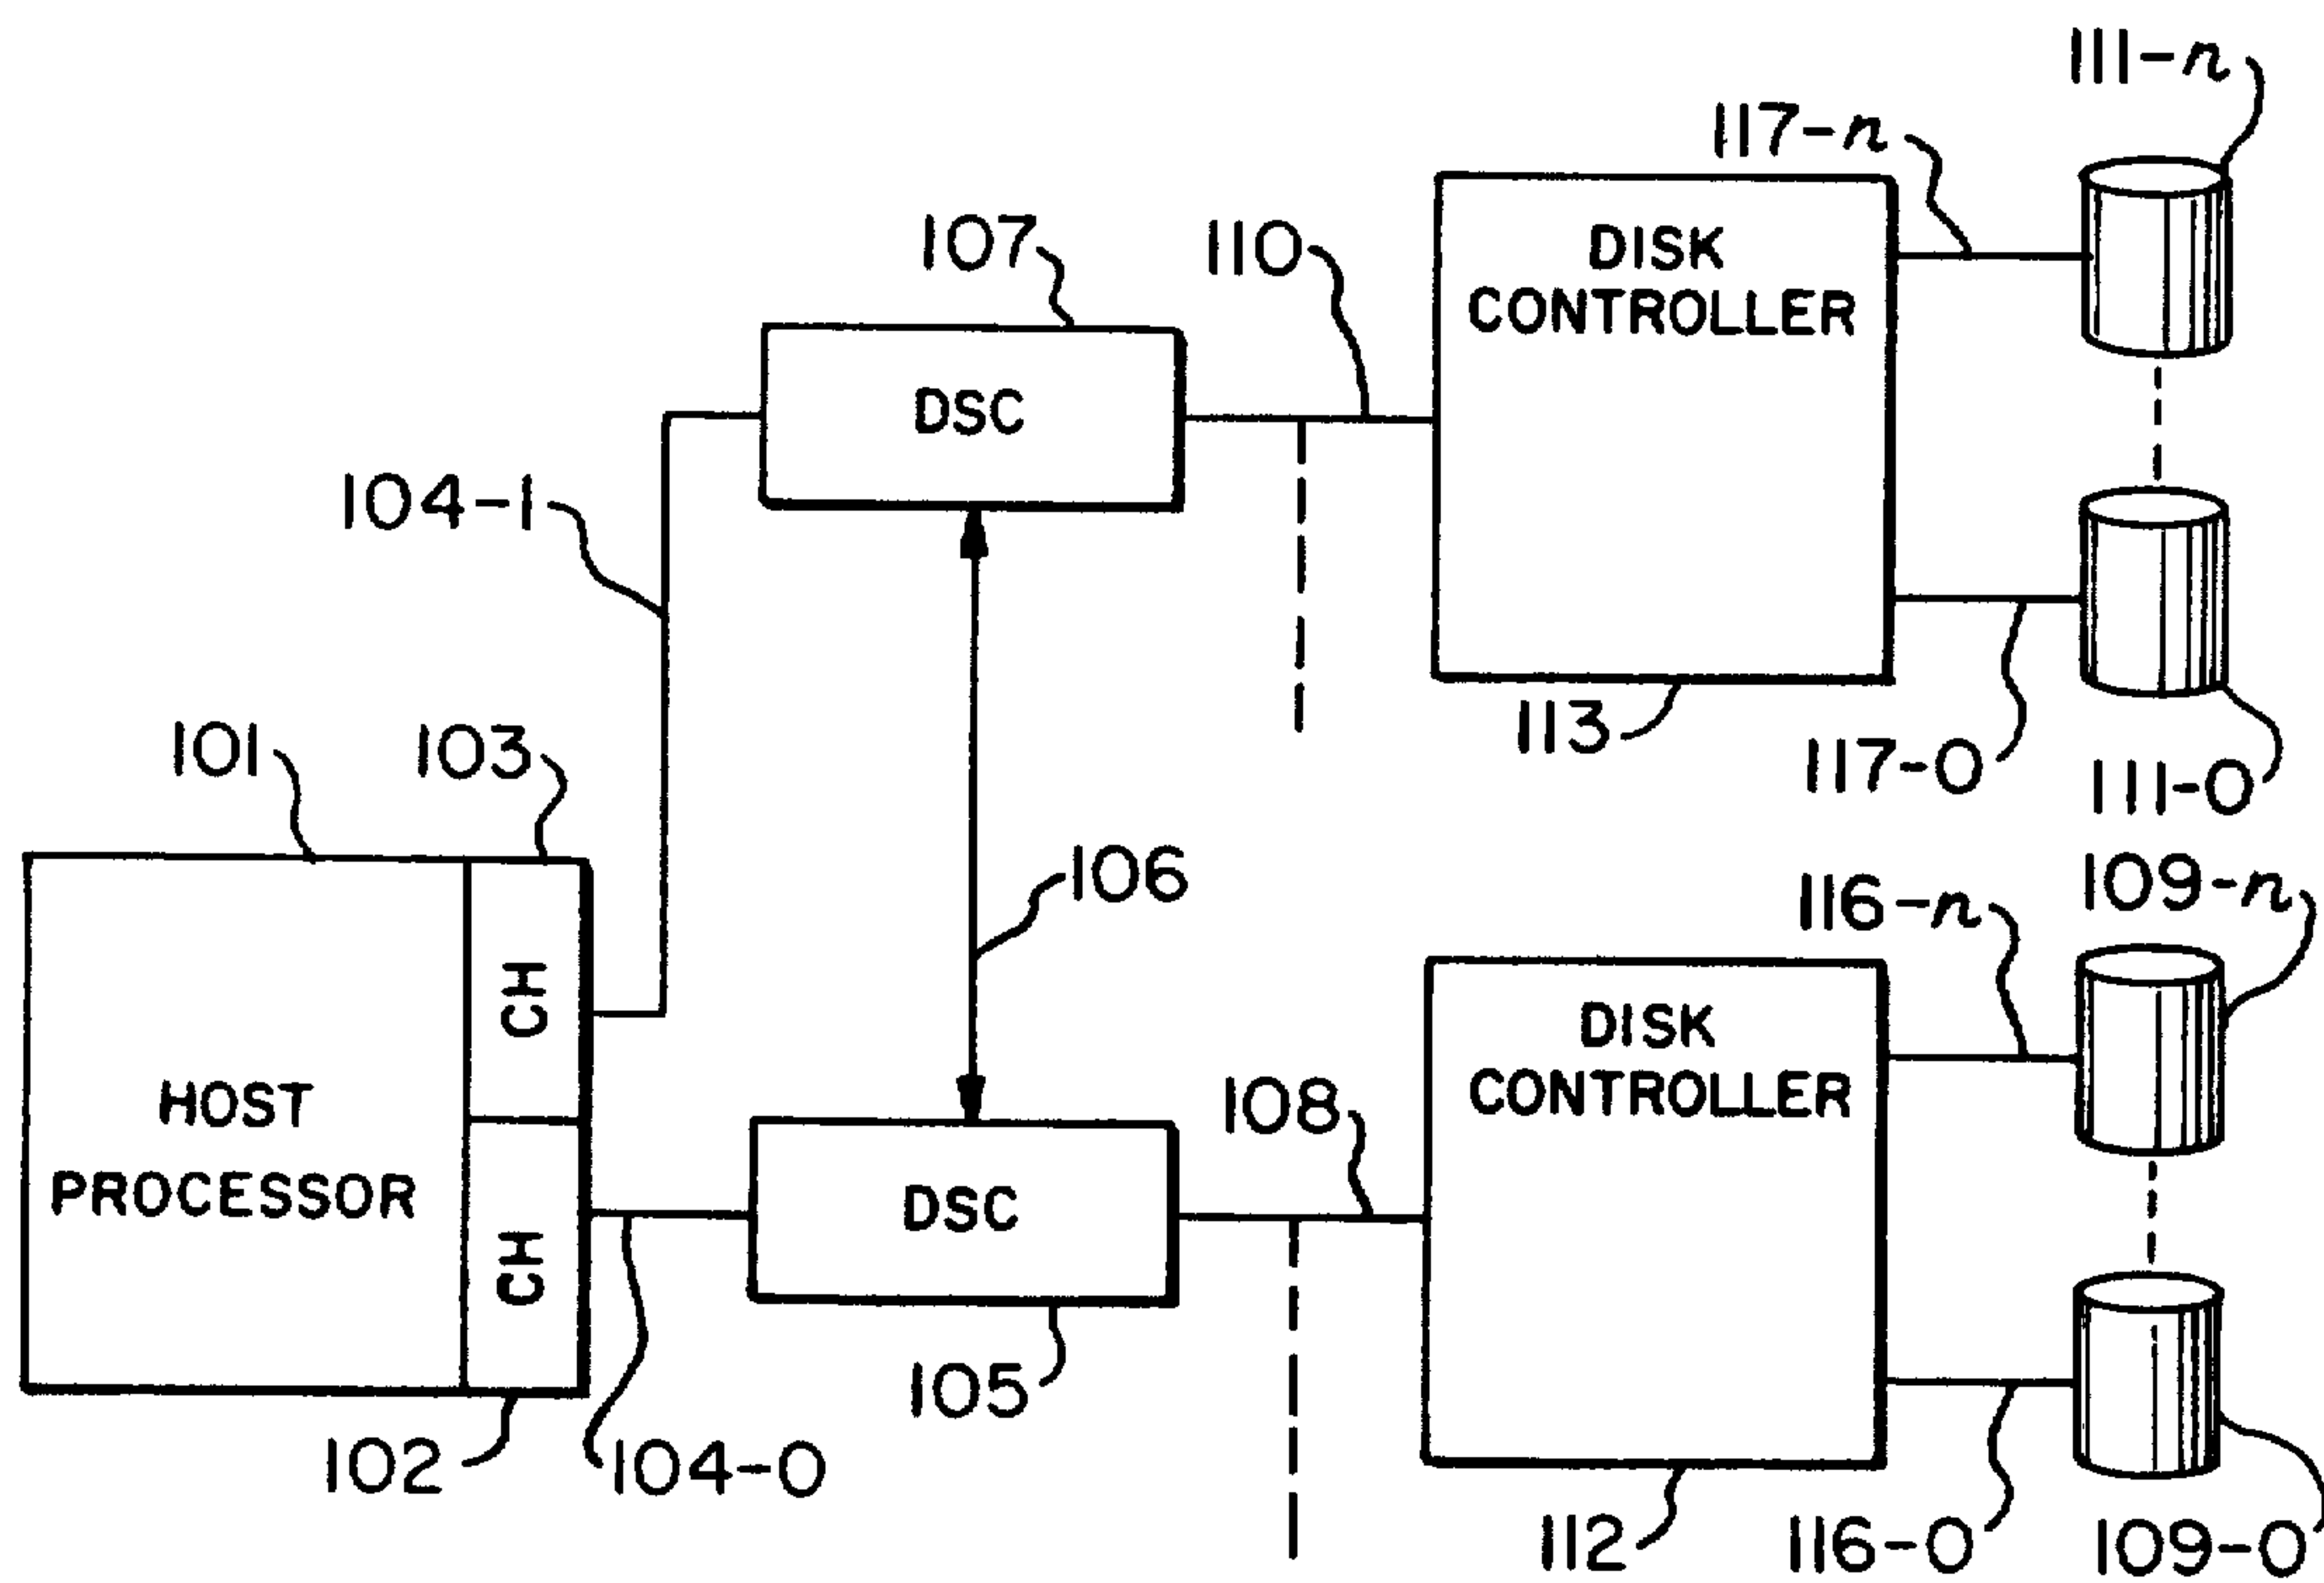 111-n
117-n
107
110
DISK
CONTROLLER
DSC
104-1
113
117-0
111-0
101
103
106
116-n
109-n
CH
DISK
CONTROLLER
HOST
PROCESSOR
108
CH
DSC
105
102
104-0
112
116-0
109-0